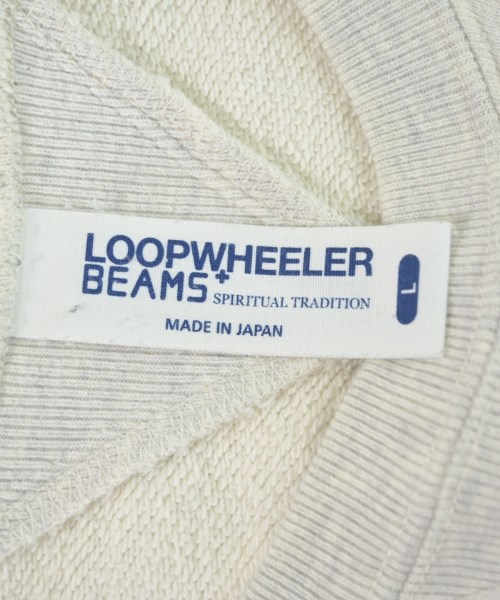 LOOPWHEELER
BEAMS+ SPIRITUAL TRADITION
MADE IN JAPAN
L